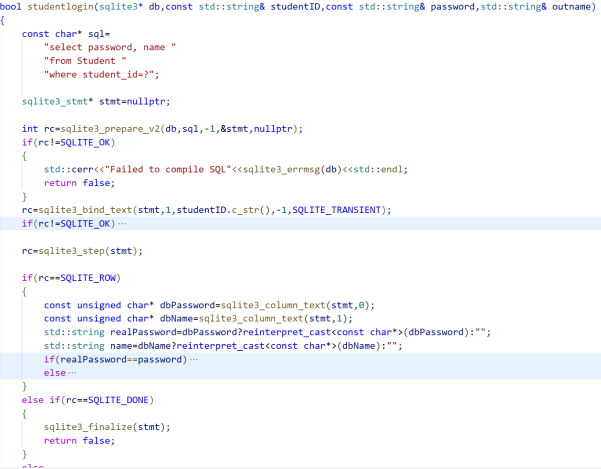 bool studentlogin(sqlite3* db,const std::string& studentID,const std::string& password,std::string& outname)
{
    const char* sql=
        "select password, name "
        "from Student "
        "where student_id=?";

    sqlite3_stmt* stmt=nullptr;

    int rc=sqlite3_prepare_v2(db,sql,-1,&stmt,nullptr);
    if(rc!=SQLITE_OK)
    {
        std::cerr<<"Failed to compile SQL"<<sqlite3_errmsg(db)<<std::endl;
        return false;
    }
    rc=sqlite3_bind_text(stmt,1,studentID.c_str(),-1,SQLITE_TRANSIENT);
    if(rc!=SQLITE_OK)···

    rc=sqlite3_step(stmt);

    if(rc==SQLITE_ROW)
    {
        const unsigned char* dbPassword=sqlite3_column_text(stmt,0);
        const unsigned char* dbName=sqlite3_column_text(stmt,1);
        std::string realPassword=dbPassword?reinterpret_cast<const char*>(dbPassword):"";
        std::string name=dbName?reinterpret_cast<const char*>(dbName):"";
        if(realPassword==password)···
        else···
    }
    else if(rc==SQLITE_DONE)
    {
        sqlite3_finalize(stmt);
        return false;
    }
    else